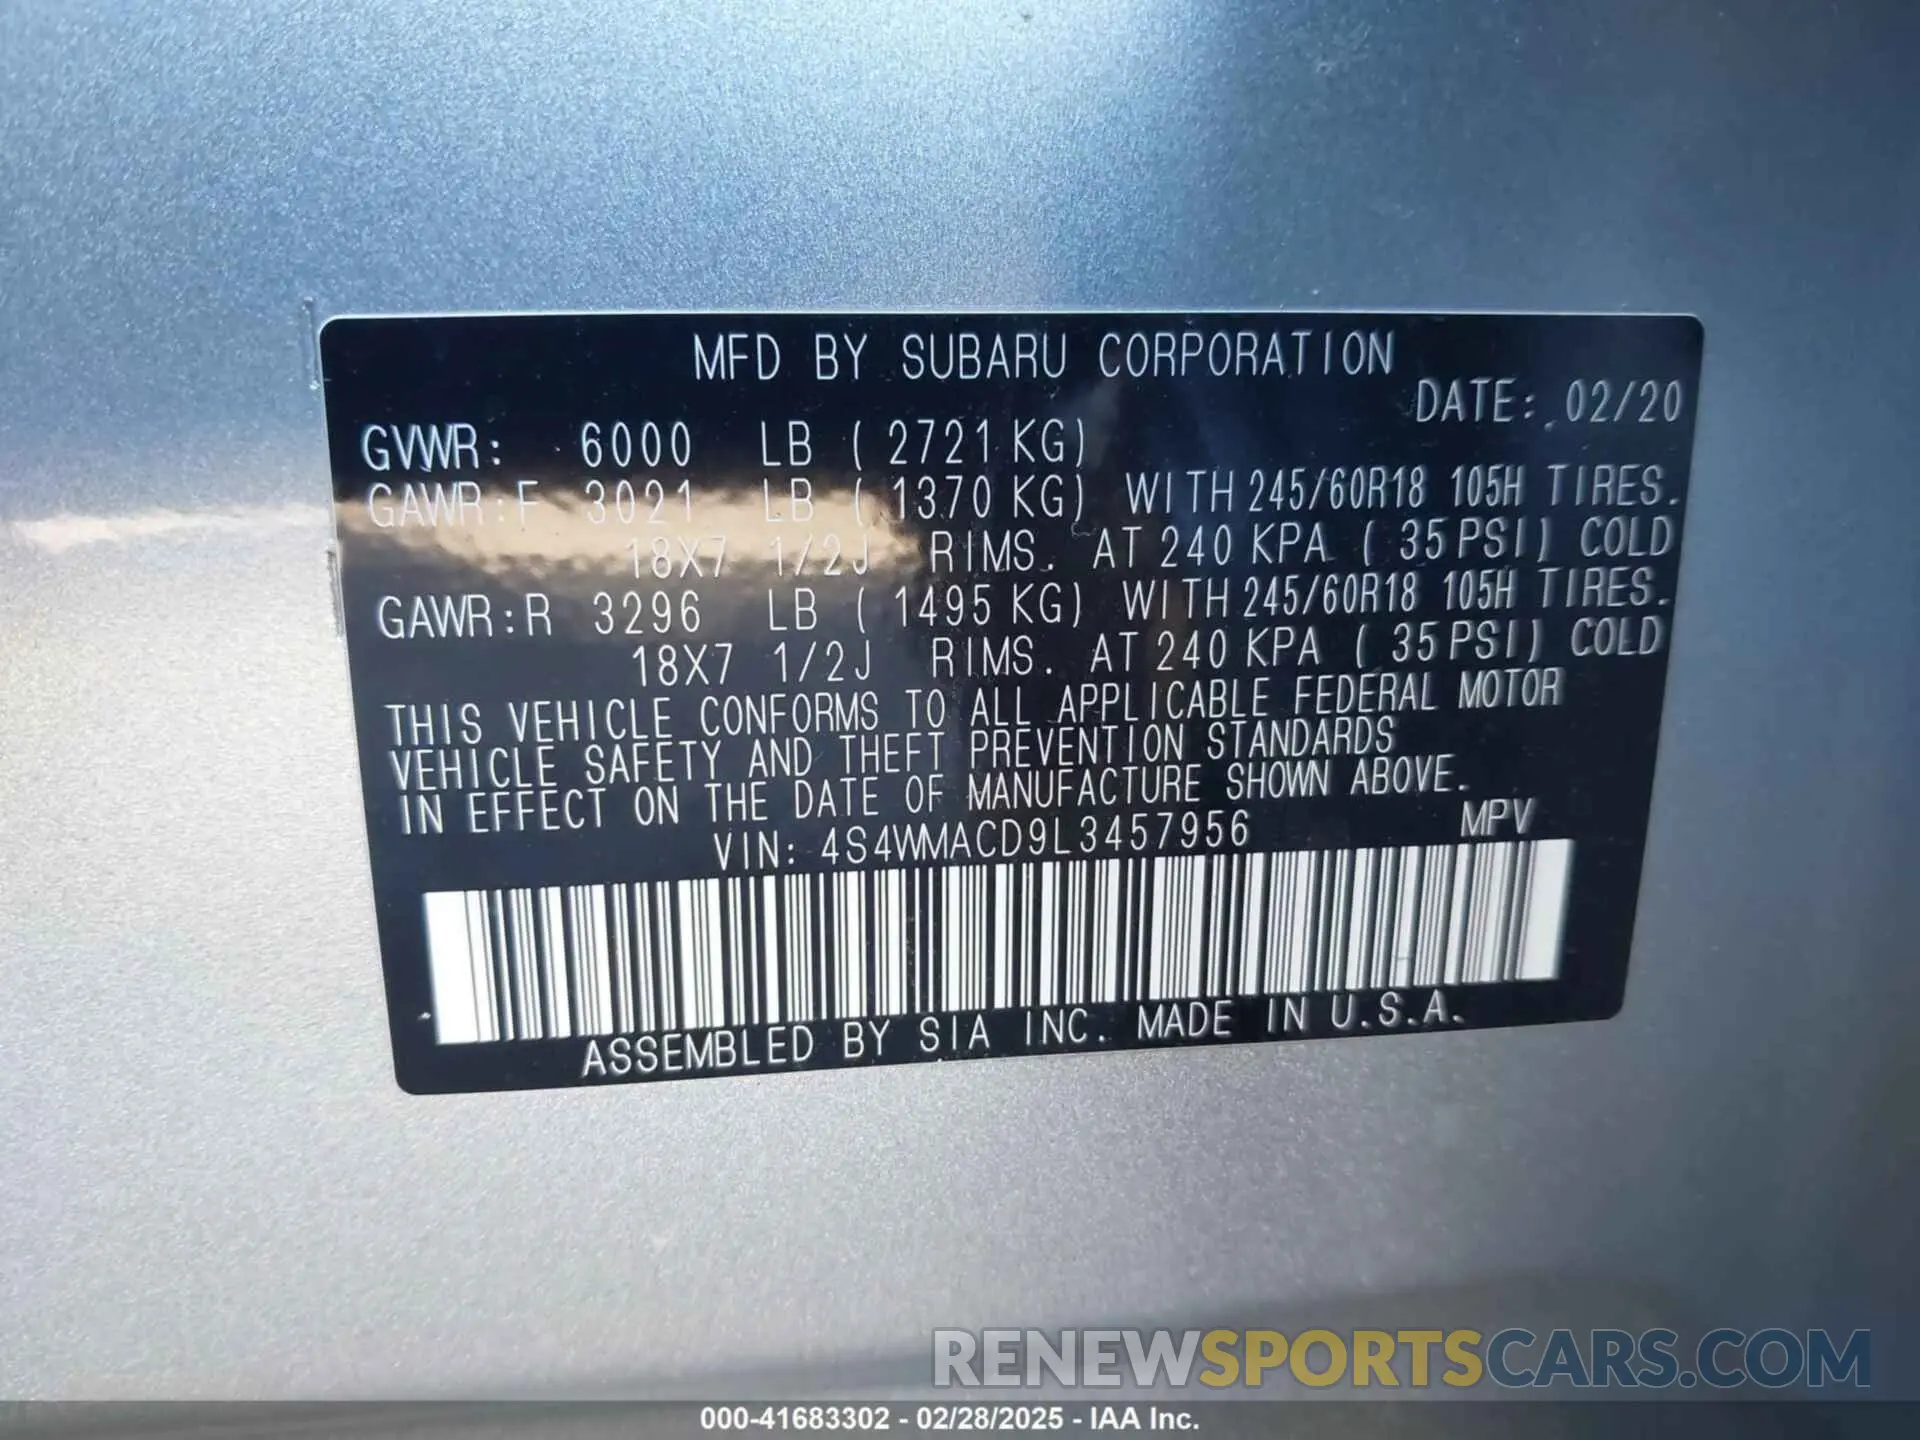 MFD BY SUBARU CORPORATION
DATE: 02/20
GVWR: 6000 LB ( 2721 KG)
GAWR:F 3021 LB ( 1370 KG) WITH 245/60R18 105H TIRES.
18X7 1/2J RIMS. AT 240 KPA ( 35 PSI) COLD
GAWR:R 3296 LB ( 1495 KG) WITH 245/60R18 105H TIRES.
18X7 1/2J RIMS. AT 240 KPA ( 35 PSI) COLD
THIS VEHICLE CONFORMS TO ALL APPLICABLE FEDERAL MOTOR
VEHICLE SAFETY AND THEFT PREVENTION STANDARDS
IN EFFECT ON THE DATE OF MANUFACTURE SHOWN ABOVE.
VIN: 4S4WMACD9L3457956 MPV
ASSEMBLED BY SIA INC. MADE IN U.S.A.
RENEWSPORTSCARS.COM
000-41683302 - 02/28/2025 - IAA Inc.